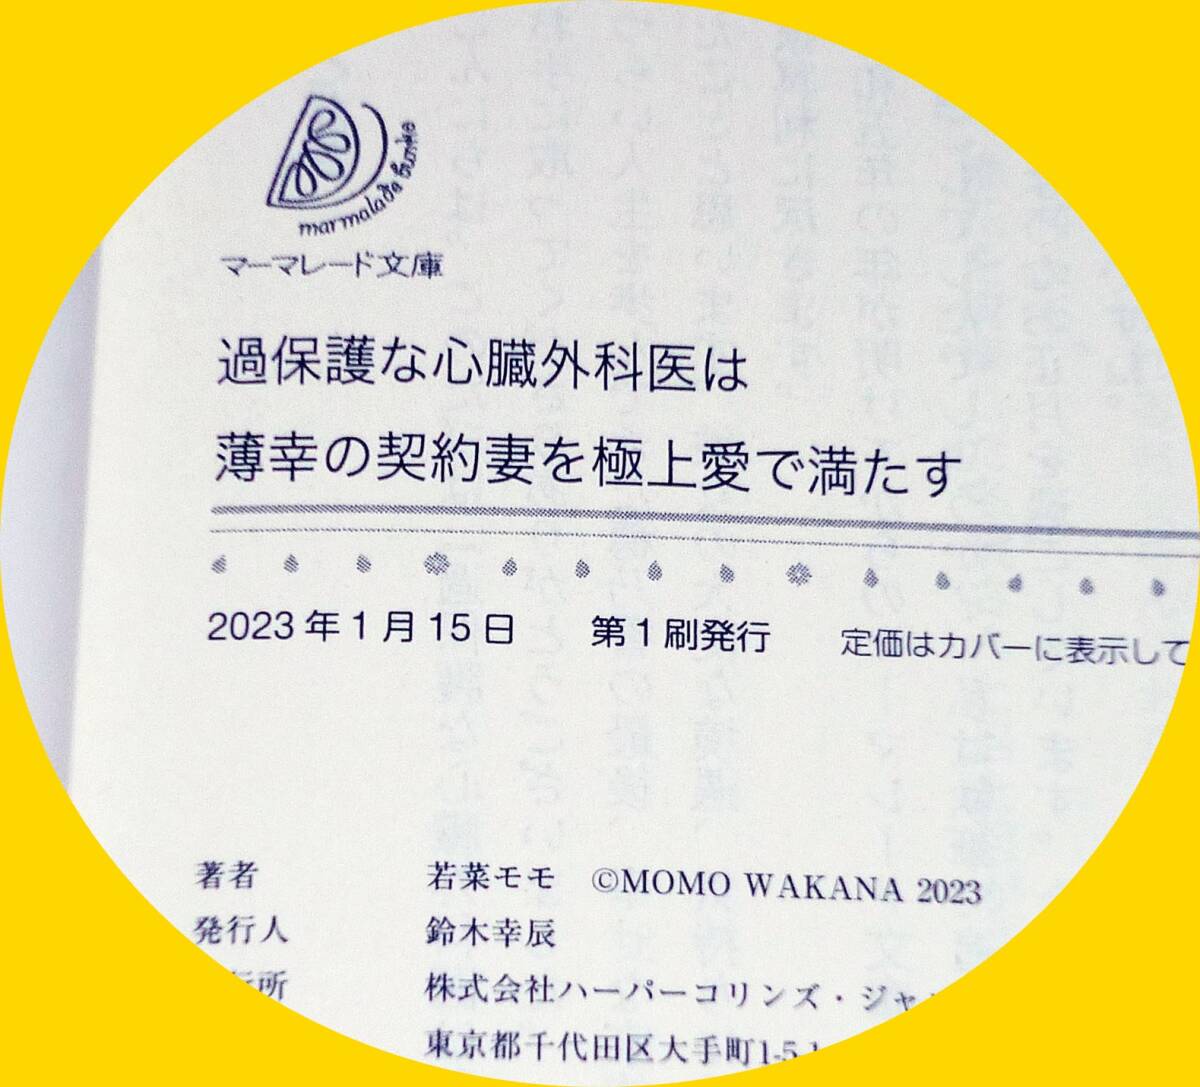 marmalade bunko
マーマレード文庫
過保護な心臓外科医は
薄幸の契約妻を極上愛で満たす
2023年1月15日 第1刷発行 定価はカバーに表示して
著者 若菜モモ ©MOMO WAKANA 2023
発行人 鈴木幸辰
行所 株式会社ハーパーコリンズ・ジャ
東京都千代田区大手町1-5-1